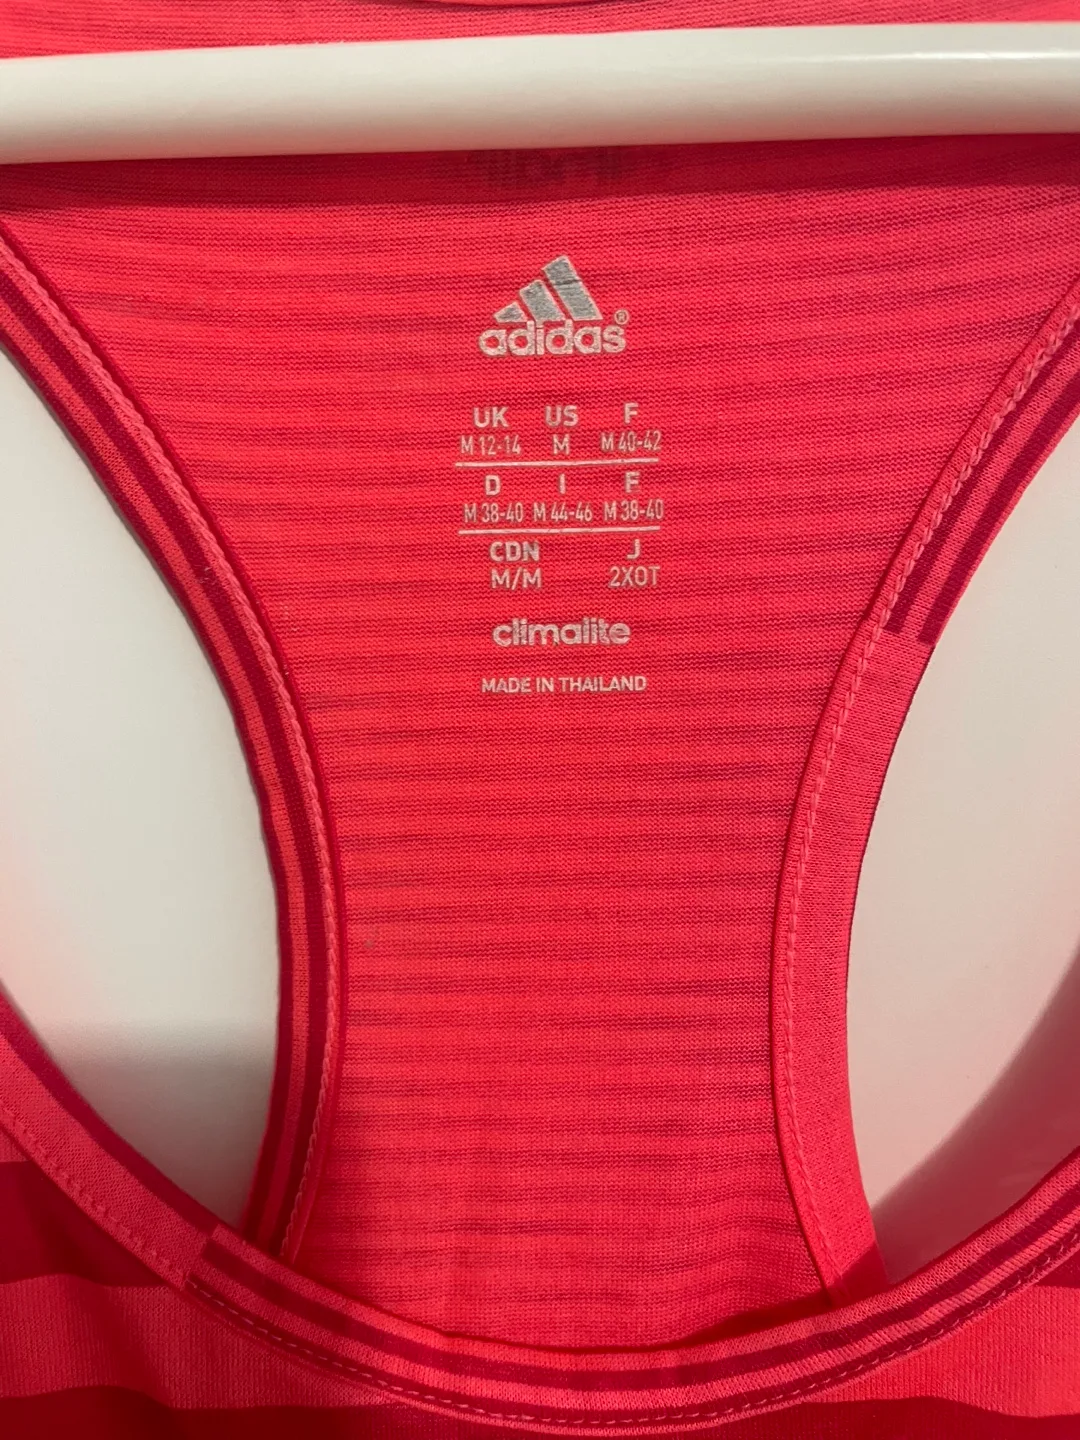 adidas®
UK US F
M 12-14 M M 40-42
D I F
M 38-40 M 44-46 M 38-40
CDN J
M/M 2XOT
climalite
MADE IN THAILAND